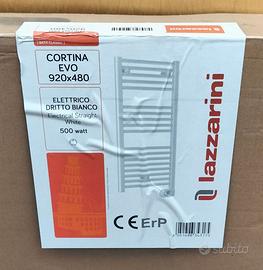 CORTINA
EVO
920x480
ELETTRICO
DRITTO BIANCO
Electrical Straight
White
500 watt
lazzarini
CE ErP
subito